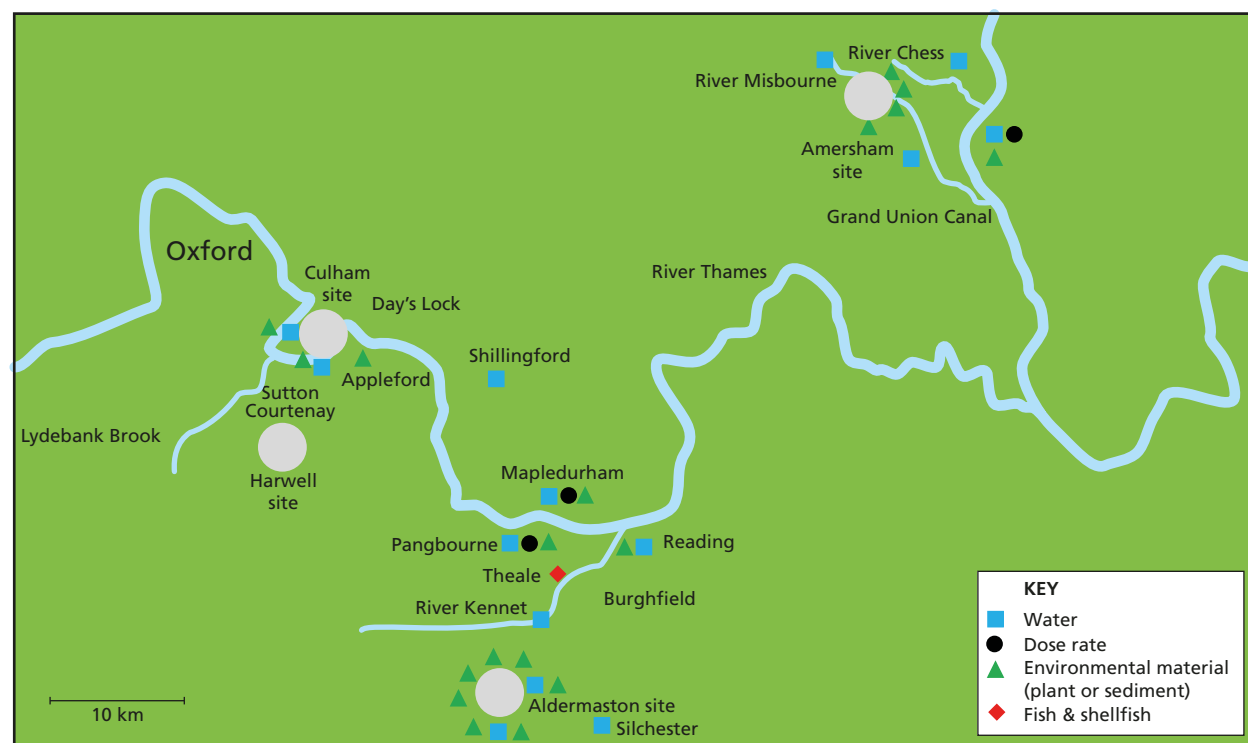 River Chess
River Misbourne
Amersham
site
Grand Union Canal
River Thames
Oxford
Culham
site
Day's Lock
Shillingford
Appleford
Sutton
Courtenay
Lydebank Brook
Harwell
site
Mapledurham
Pangbourne
Reading
Theale
Burghfield
River Kennet
Aldermaston site
Silchester
10 km
KEY
Water
Dose rate
Environmental material
(plant or sediment)
Fish & shellfish